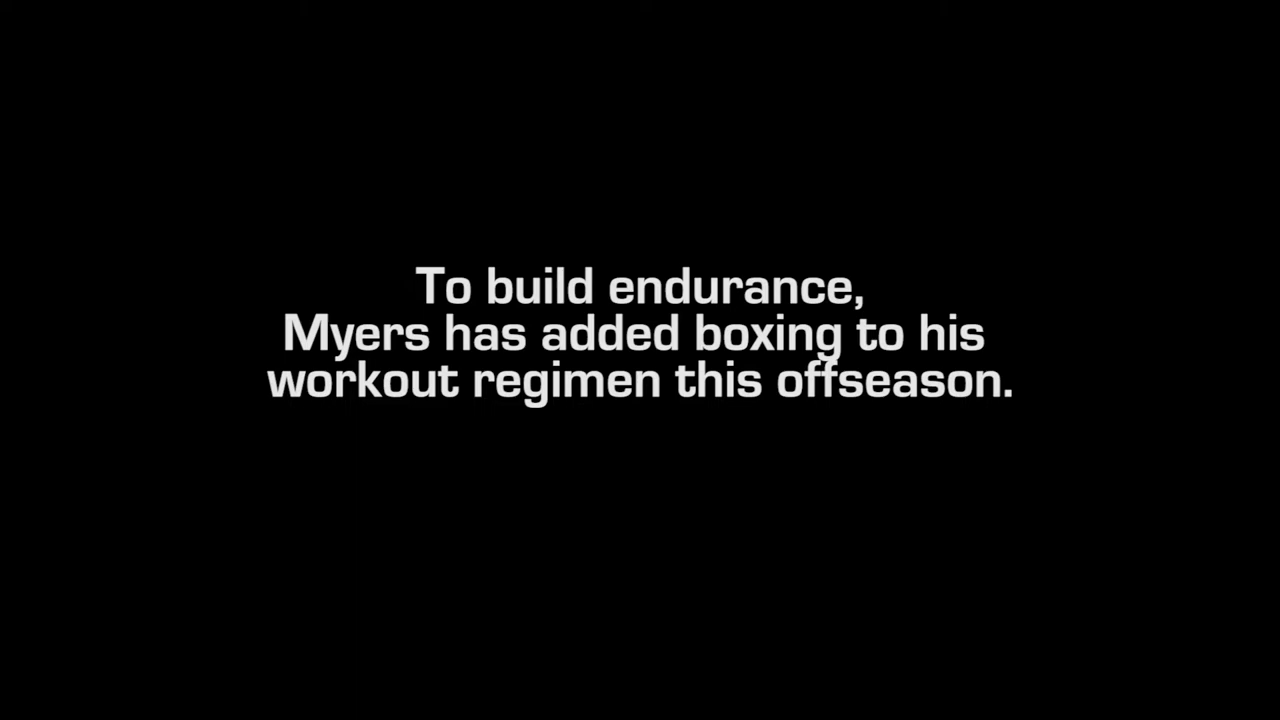 To build endurance,
Myers has added boxing to his
workout regimen this offseason.